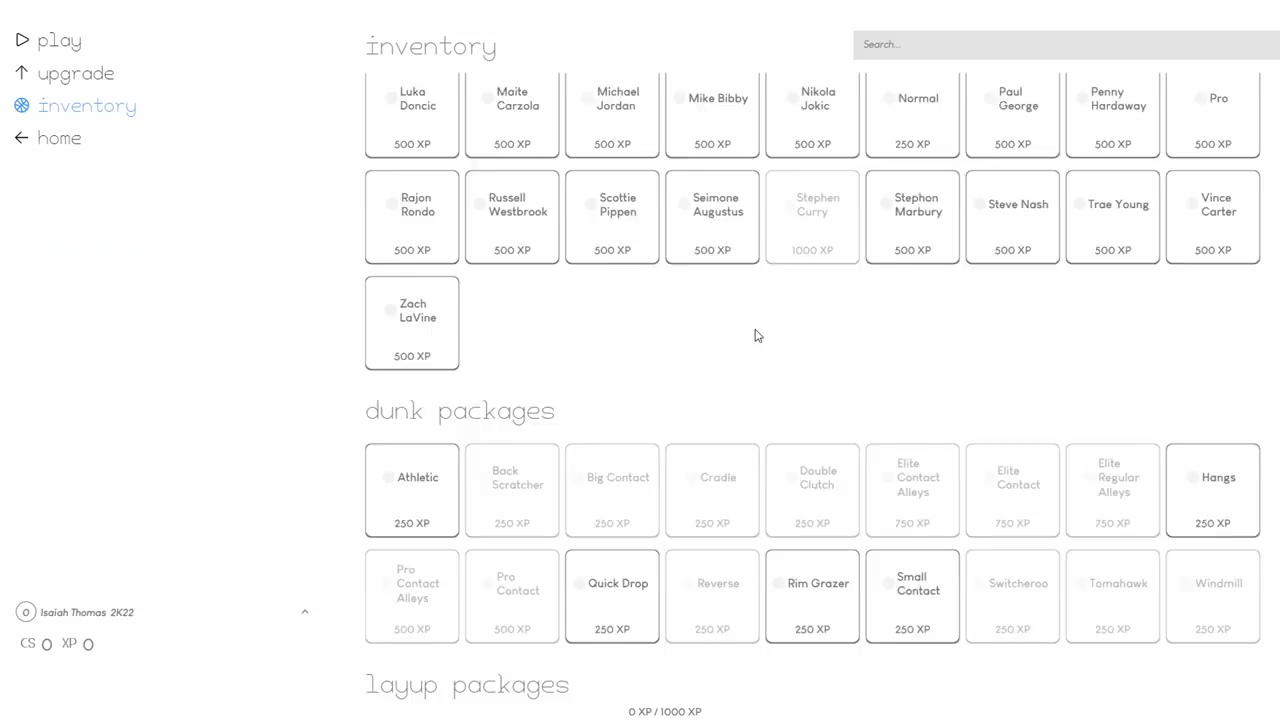 play
upgrade
inventory
home
inventory
Search...
Luka Doncic
500 XP
Maite Carzola
500 XP
Michael Jordan
500 XP
Mike Bibby
500 XP
Nikola Jokic
500 XP
Normal
250 XP
Paul George
500 XP
Penny Hardaway
500 XP
Pro
500 XP
Rajon Rondo
500 XP
Russell Westbrook
500 XP
Scottie Pippen
500 XP
Seimone Augustus
500 XP
Stephen Curry
1000 XP
Stephon Marbury
500 XP
Steve Nash
500 XP
Trae Young
500 XP
Vince Carter
500 XP
Zach LaVine
500 XP
dunk packages
Athletic
250 XP
Back Scratcher
250 XP
Big Contact
250 XP
Cradle
250 XP
Double Clutch
250 XP
Elite Contact Alleys
750 XP
Elite Contact
750 XP
Elite Regular Alleys
750 XP
Hangs
250 XP
Pro Contact Alleys
500 XP
Pro Contact
500 XP
Quick Drop
250 XP
Reverse
250 XP
Rim Grazer
250 XP
Small Contact
250 XP
Switcheroo
250 XP
Tomahawk
250 XP
Windmill
250 XP
0 Isaiah Thomas 2K22
CS 0 XP 0
layup packages
0 XP / 1000 XP